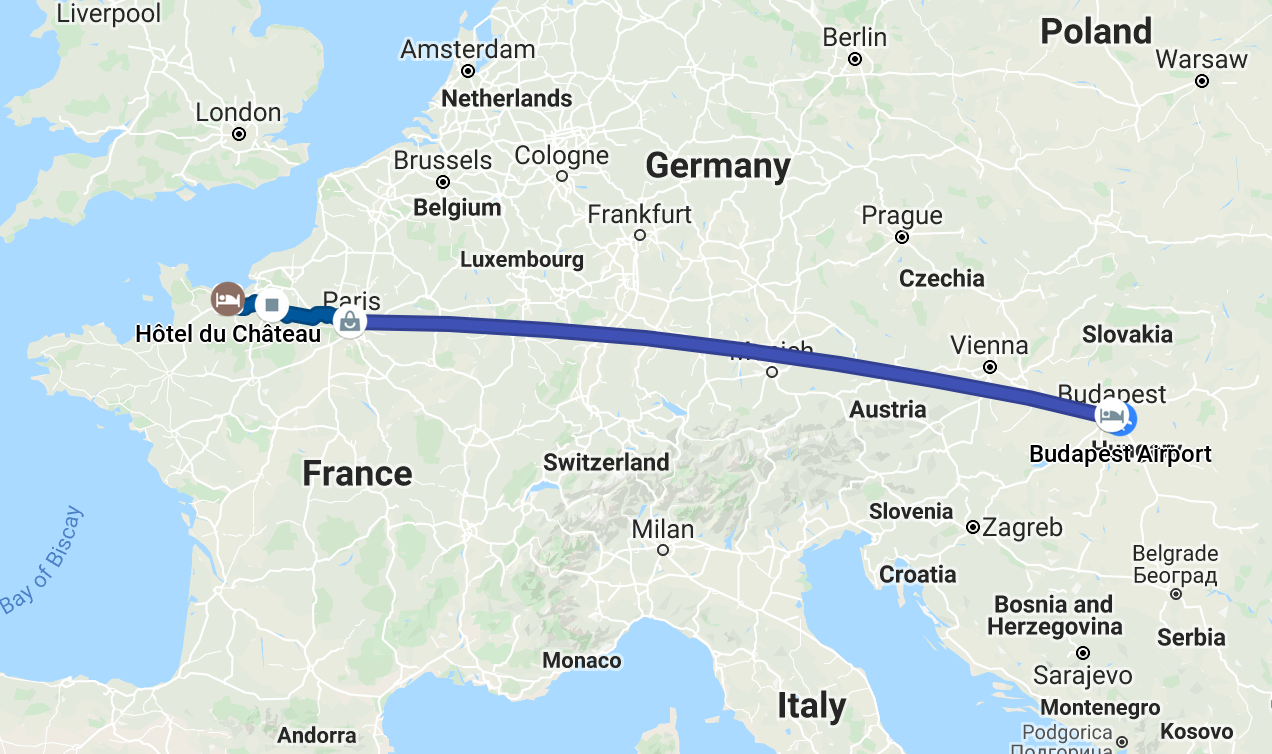 Liverpool
Poland
Berlin
Amsterdam
Warsaw
Netherlands
London
Cologne
Brussels
Germany
Belgium
Frankfurt
Prague
Luxembourg
Czechia
Paris
Hôtel du Château
Slovakia
Vienna
Munich
Budapest
Austria
Hungary
Budapest Airport
Switzerland
France
Slovenia
Milan
Zagreb
Bay of Biscay
Belgrade
Београд
Croatia
Bosnia and
Herzegovina
Serbia
Monaco
Sarajevo
Italy
Montenegro
Andorra
Podgorica
Подгорица
Kosovo